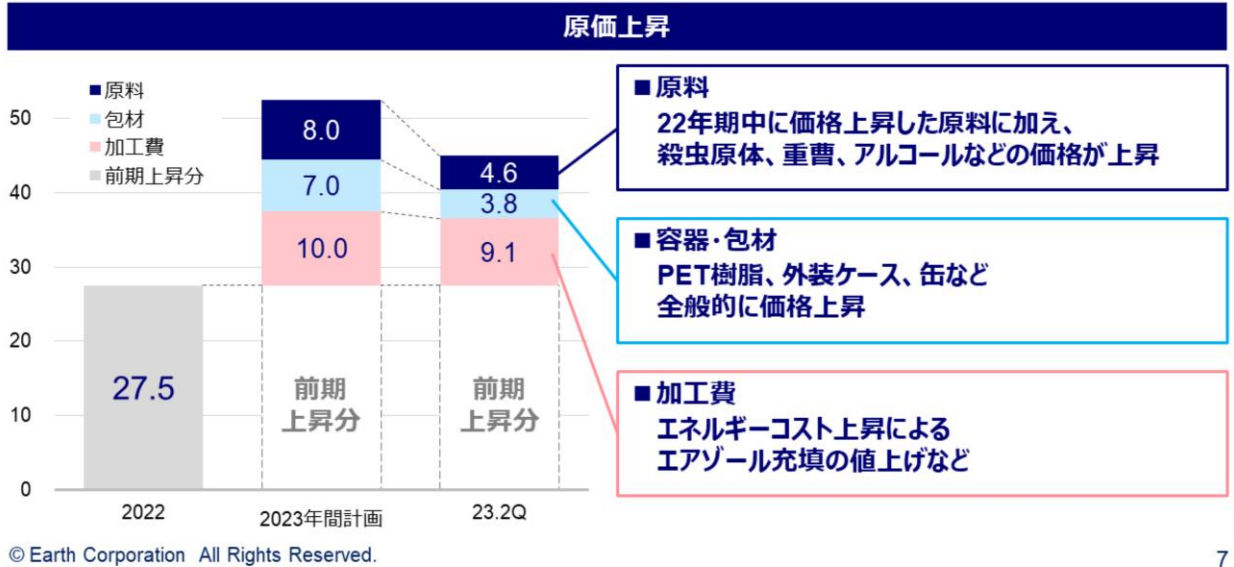 原価上昇
■原料
■包材
■加工費
■前期上昇分
50
40
30
20
10
0
8.0
7.0
10.0
4.6
3.8
9.1
27.5
前期
上昇分
前期
上昇分
2022
2023年間計画
23.2Q
■原料
22年期中に価格上昇した原料に加え、
殺虫原体、重曹、アルコールなどの価格が上昇
■容器・包材
PET樹脂、外装ケース、缶など
全般的に価格上昇
■加工費
エネルギーコスト上昇による
エアゾール充填の値上げなど
© Earth Corporation All Rights Reserved.
7